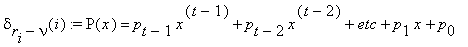 δ_{r_i − ν}(i) := P(x) = p_{t − 1} x^{(t − 1)} + p_{t − 2} x^{(t − 2)} + etc + p_1 x + p_0